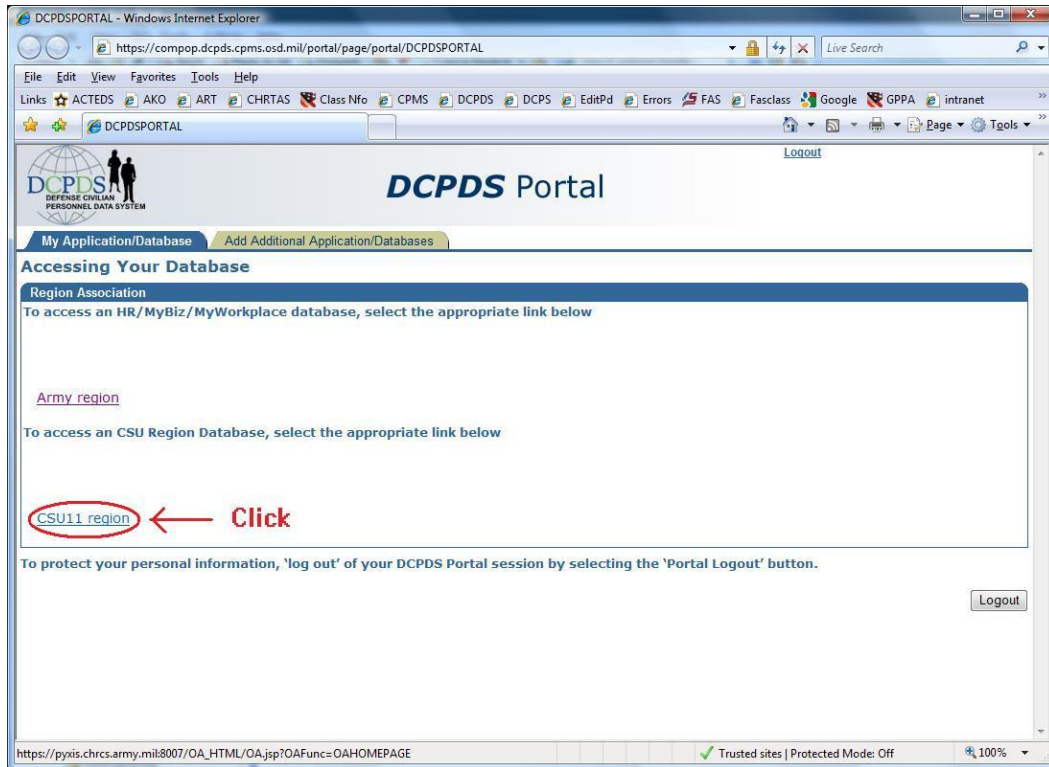 DCPDSPORTAL - Windows Internet Explorer
https://compop.dcpds.cpms.osd.mil/portal/page/portal/DCPDSPORTAL
Live Search
File Edit View Favorites Tools Help
Links ACTEDS AKO ART CHRTAS Class Nfo CPMS DCPDS DCPS EditPd Errors FAS Fasclass Google GPPA intranet »
DCPDSPORTAL Page Tools »
Logout
DCPDS
DEFENSE CIVILIAN
PERSONNEL DATA SYSTEM
DCPDS Portal
My Application/Database Add Additional Application/Databases
Accessing Your Database
Region Association
To access an HR/MyBiz/MyWorkplace database, select the appropriate link below
Army region
To access an CSU Region Database, select the appropriate link below
CSU11 region Click
To protect your personal information, 'log out' of your DCPDS Portal session by selecting the 'Portal Logout' button.
Logout
https://pyxis.chrcs.army.mil:8007/OA_HTML/OA.jsp?OAFunc=OAHOMEPAGE Trusted sites | Protected Mode: Off 100%